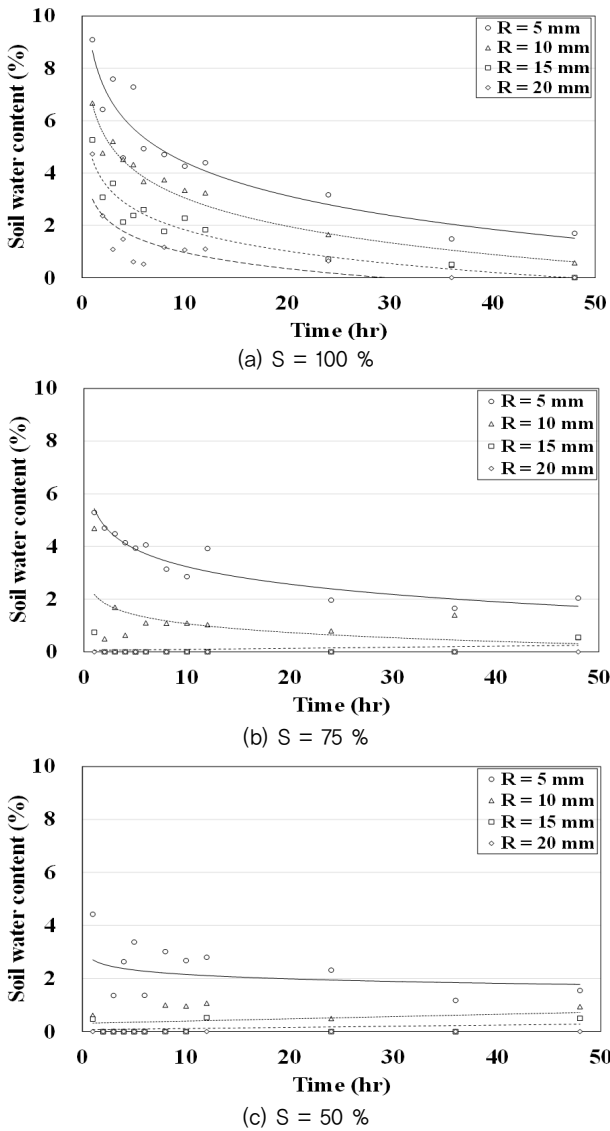 Soil water content (%)
10
8
6
4
2
0
R = 5 mm
R = 10 mm
R = 15 mm
R = 20 mm
0 10 20 30 40 50
Time (hr)
(a) S = 100 %
Soil water content (%)
10
8
6
4
2
0
R = 5 mm
R = 10 mm
R = 15 mm
R = 20 mm
0 10 20 30 40 50
Time (hr)
(b) S = 75 %
Soil water content (%)
10
8
6
4
2
0
R = 5 mm
R = 10 mm
R = 15 mm
R = 20 mm
0 10 20 30 40 50
Time (hr)
(c) S = 50 %